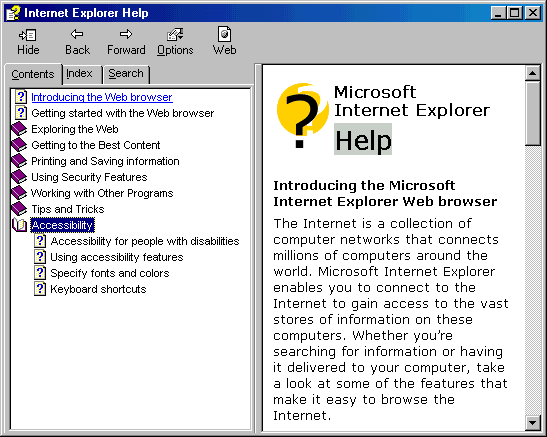 Internet Explorer Help
Hide
Back
Forward
Options
Web
Contents
Index
Search
Introducing the Web browser
Getting started with the Web browser
Exploring the Web
Getting to the Best Content
Printing and Saving information
Using Security Features
Working with Other Programs
Tips and Tricks
Accessibility
Accessibility for people with disabilities
Using accessibility features
Specify fonts and colors
Keyboard shortcuts
Microsoft
Internet Explorer
Help
Introducing the Microsoft
Internet Explorer Web browser
The Internet is a collection of
computer networks that connects
millions of computers around the
world. Microsoft Internet Explorer
enables you to connect to the
Internet to gain access to the vast
stores of information on these
computers. Whether you're
searching for information or having
it delivered to your computer, take
a look at some of the features that
make it easy to browse the
Internet.